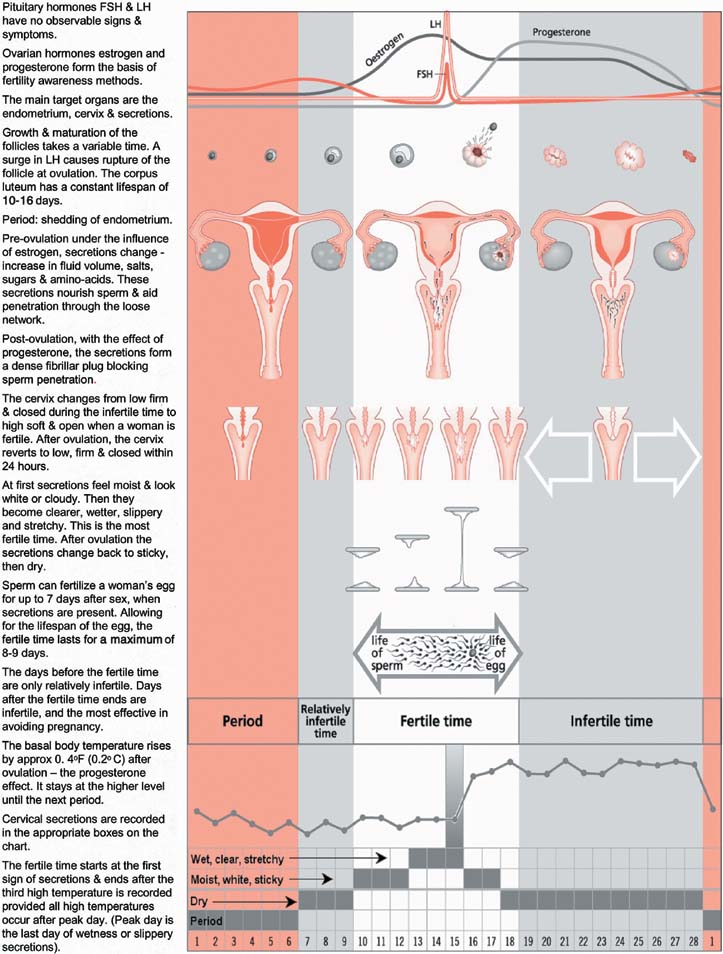 Pituitary hormones FSH & LH
have no observable signs &
symptoms.
Ovarian hormones estrogen and
progesterone form the basis of
fertility awareness methods.
The main target organs are the
endometrium, cervix & secretions.
Growth & maturation of the
follicles takes a variable time. A
surge in LH causes rupture of the
follicle at ovulation. The corpus
luteum has a constant lifespan of
10-16 days.
Period: shedding of endometrium.
Pre-ovulation under the influence
of estrogen, secretions change -
increase in fluid volume, salts,
sugars & amino-acids. These
secretions nourish sperm & aid
penetration through the loose
network.
Post-ovulation, with the effect of
progesterone, the secretions form
a dense fibrillar plug blocking
sperm penetration.
The cervix changes from low firm
& closed during the infertile time to
high soft & open when a woman is
fertile. After ovulation, the cervix
reverts to low, firm & closed within
24 hours.
At first secretions feel moist & look
white or cloudy. Then they
become clearer, wetter, slippery
and stretchy. This is the most
fertile time. After ovulation the
secretions change back to sticky,
then dry.
Sperm can fertilize a woman's egg
for up to 7 days after sex, when
secretions are present. Allowing
for the lifespan of the egg, the
fertile time lasts for a maximum of
8-9 days.
The days before the fertile time
are only relatively infertile. Days
after the fertile time ends are
infertile, and the most effective in
avoiding pregnancy.
The basal body temperature rises
by approx 0. 4ºF (0.2º C) after
ovulation – the progesterone
effect. It stays at the higher level
until the next period.
Cervical secretions are recorded
in the appropriate boxes on the
chart.
The fertile time starts at the first
sign of secretions & ends after the
third high temperature is recorded
provided all high temperatures
occur after peak day. (Peak day is
the last day of wetness or slippery
secretions).
LH
Oestrogen
Progesterone
FSH
life
of
sperm
life
of
egg
Period
Relatively
infertile
time
Fertile time
Infertile time
Wet, clear, stretchy
Moist, white, sticky
Dry
Period
1 2 3 4 5 6 7 8 9 10 11 12 13 14 15 16 17 18 19 20 21 22 23 24 25 26 27 28 1